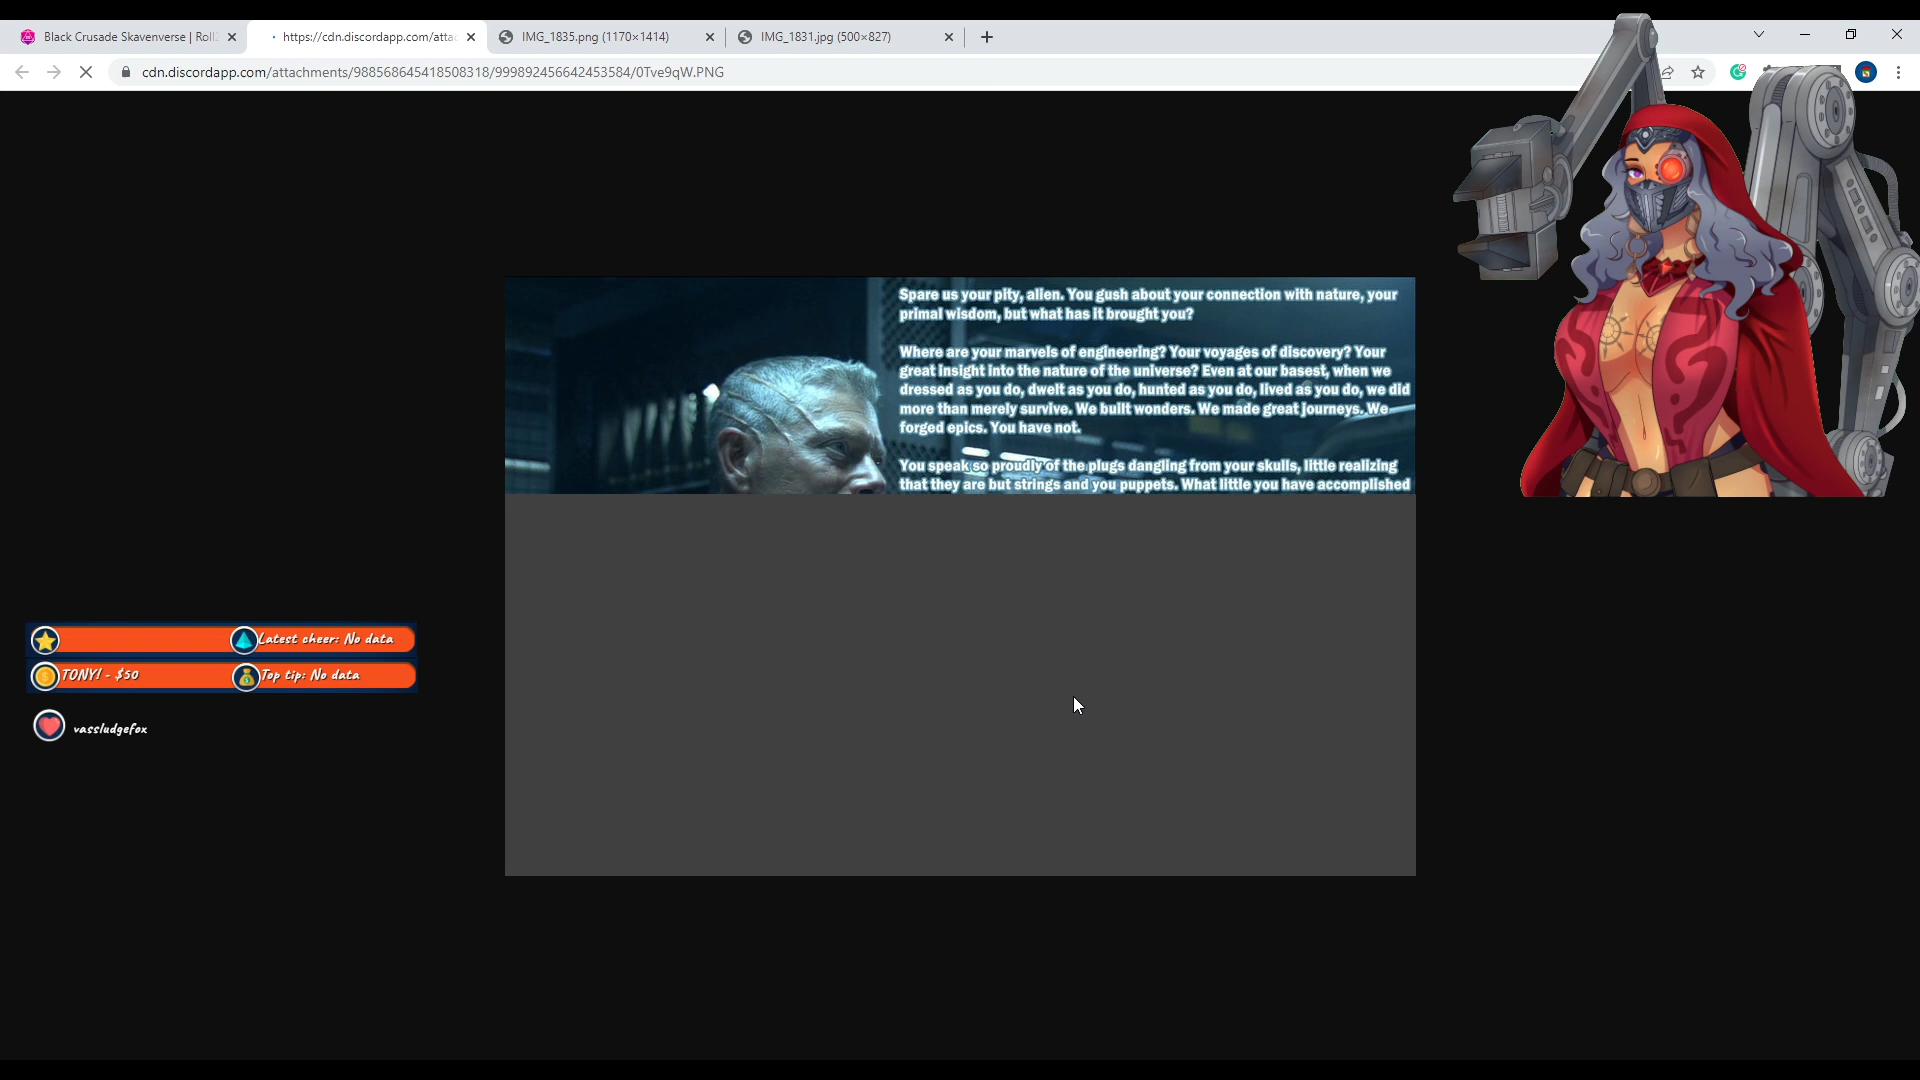 Black Crusade Skavenverse | Roll
https://cdn.discordapp.com/attac
IMG_1835.png (1170×1414)
IMG_1831.jpg (500×827)
cdn.discordapp.com/attachments/988568645418508318/999892456642453584/0Tve9qW.PNG
Spare us your pity, alien. You gush about your connection with nature, your
primal wisdom, but what has it brought you?
Where are your marvels of engineering? Your voyages of discovery? Your
great insight into the nature of the universe? Even at our basest, when we
dressed as you do, dwelt as you do, hunted as you do, lived as you do, we did
more than merely survive. We built wonders. We made great journeys. We
forged epics. You have not.
You speak so proudly of the plugs dangling from your skulls, little realizing
that they are but strings and you puppets. What little you have accomplished
Latest cheer: No data
TONY! - $50
Top tip: No data
vassludgefox